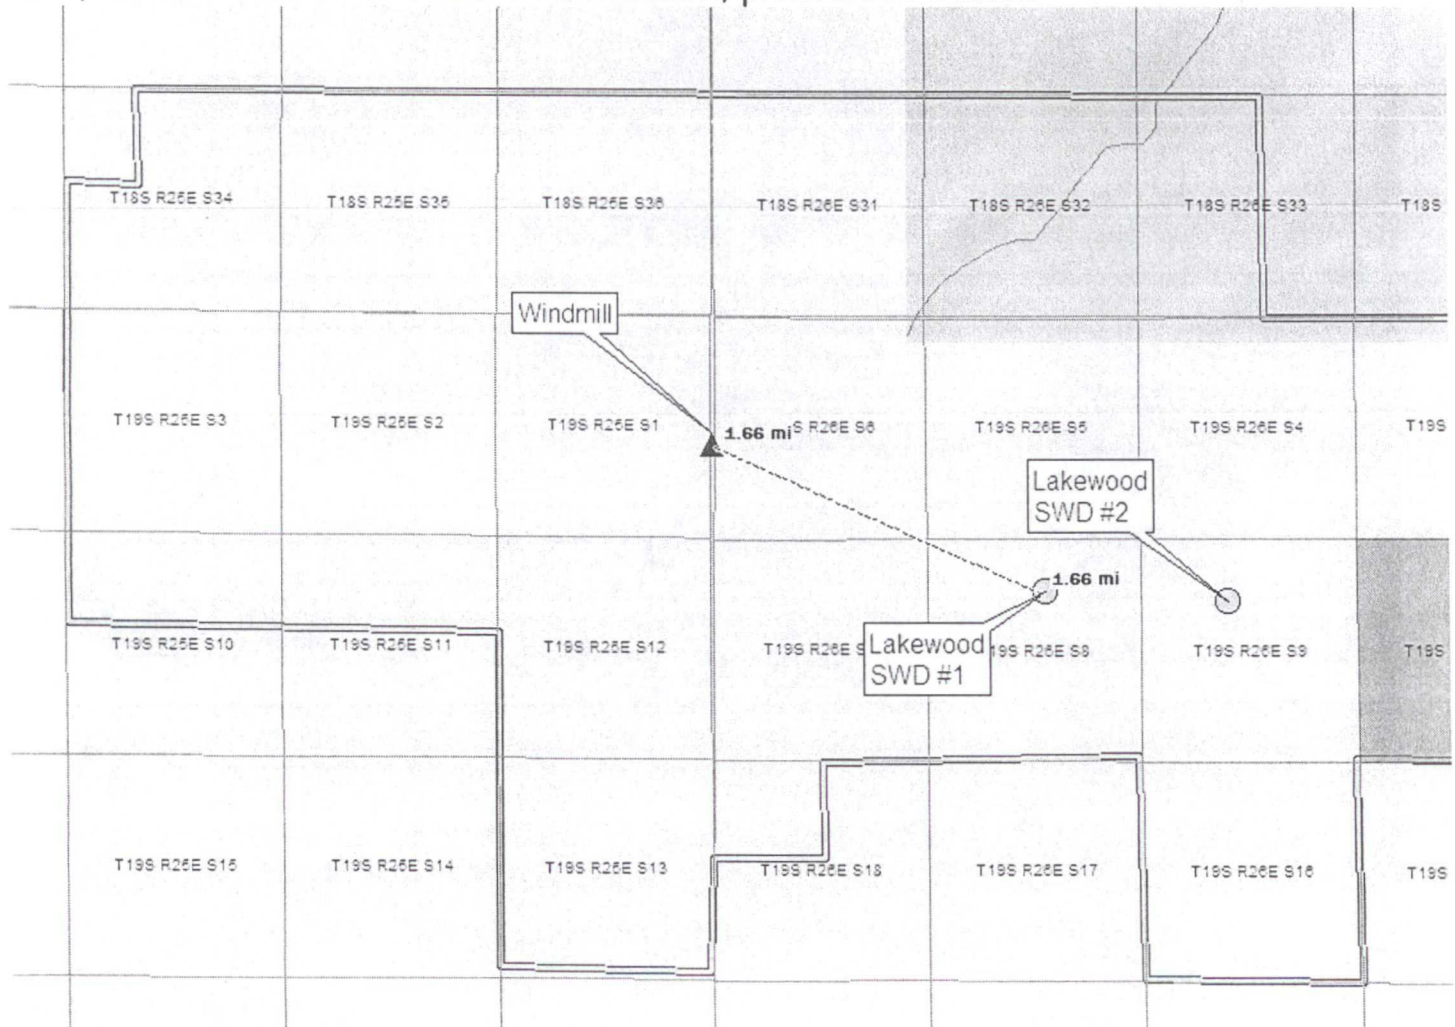 T18S R25E S34
T18S R25E S35
T18S R25E S36
T18S R26E S31
T18S R26E S32
T18S R26E S33
T18S
Windmill
T19S R25E S3
T19S R25E S2
T19S R25E S1
1.66 mi
S R26E S6
T19S R26E S5
T19S R26E S4
T19S
Lakewood
SWD #2
1.66 mi
T19S R25E S10
T19S R25E S11
T19S R25E S12
T19S R26E S
Lakewood
SWD #1
19S R26E S8
T19S R26E S9
T19S
T19S R25E S15
T19S R25E S14
T19S R25E S13
T19S R26E S18
T19S R26E S17
T19S R26E S16
T19S